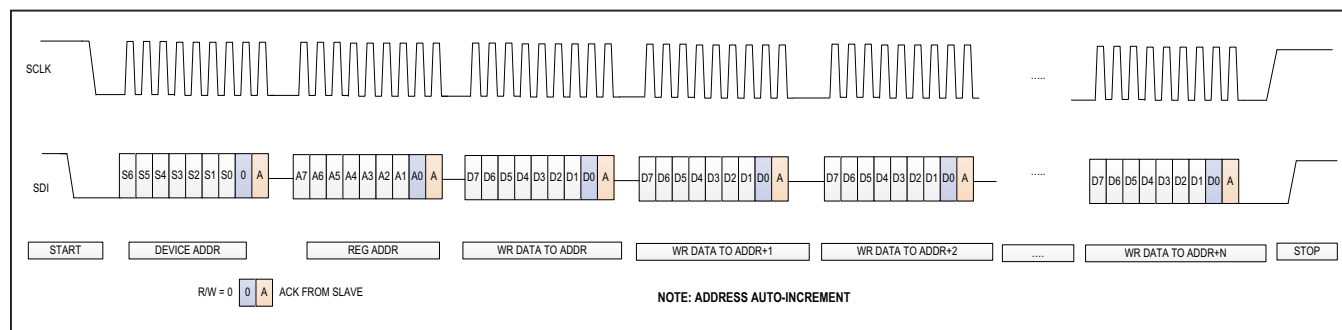 SCLK
.....
SDI
S6 S5 S4 S3 S2 S1 S0 0 A
A7 A6 A5 A4 A3 A2 A1 A0 A
D7 D6 D5 D4 D3 D2 D1 D0 A
D7 D6 D5 D4 D3 D2 D1 D0 A
D7 D6 D5 D4 D3 D2 D1 D0 A
.....
D7 D6 D5 D4 D3 D2 D1 D0 A
START
DEVICE ADDR
REG ADDR
WR DATA TO ADDR
WR DATA TO ADDR+1
WR DATA TO ADDR+2
....
WR DATA TO ADDR+N
STOP
R/W = 0 0 A ACK FROM SLAVE
NOTE: ADDRESS AUTO-INCREMENT